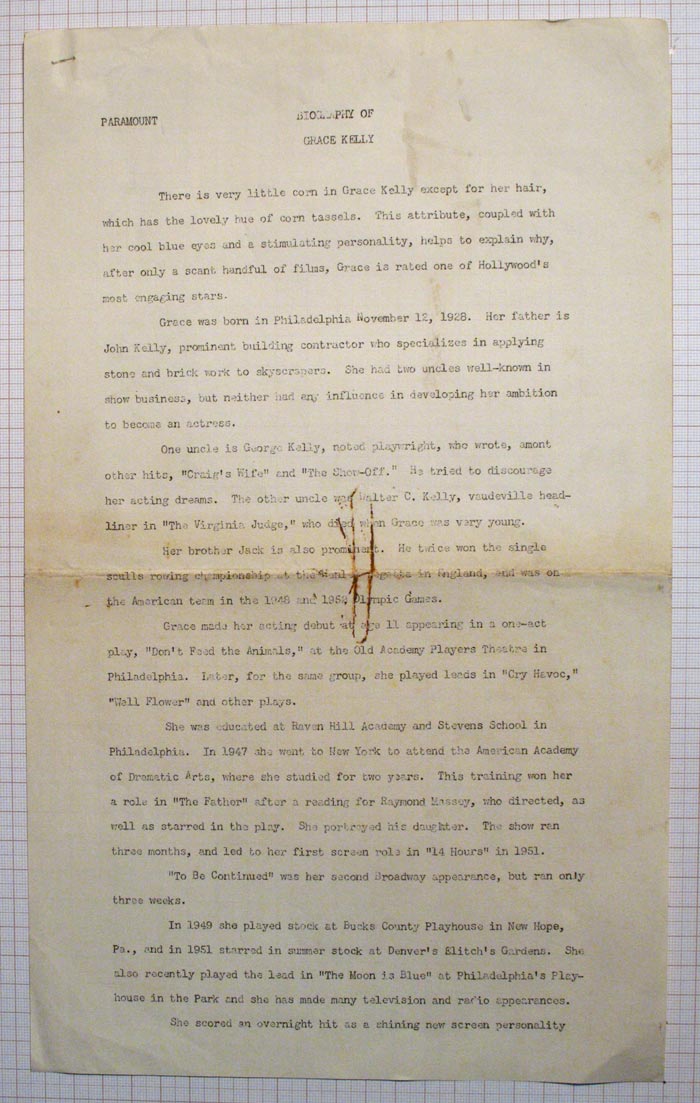 PARAMOUNT
BIOGRAPHY OF
GRACE KELLY
There is very little corn in Grace Kelly except for her hair,
which has the lovely hue of corn tassels. This attribute, coupled with
her cool blue eyes and a stimulating personality, helps to explain why,
after only a scant handful of films, Grace is rated one of Hollywood's
most engaging stars.
Grace was born in Philadelphia November 12, 1928. Her father is
John Kelly, prominent building contractor who specializes in applying
stone and brick work to skyscrapers. She had two uncles well-known in
show business, but neither had any influence in developing her ambition
to become an actress.
One uncle is George Kelly, noted playwright, who wrote, amont
other hits, "Craig's Wife" and "The Show-Off." He tried to discourage
her acting dreams. The other uncle was Walter C. Kelly, vaudeville head-
liner in "The Virginia Judge," who died when Grace was very young.
Her brother Jack is also prominent. He twice won the single
sculls rowing championship at the Henley Regatta in England, and was on
the American team in the 1948 and 1952 Olympic Games.
Grace made her acting debut at age 11 appearing in a one-act
play, "Don't Feed the Animals," at the Old Academy Players Theatre in
Philadelphia. Later, for the same group, she played leads in "Cry Havoc,"
"Wall Flower" and other plays.
She was educated at Raven Hill Academy and Stevens School in
Philadelphia. In 1947 she went to New York to attend the American Academy
of Dramatic Arts, where she studied for two years. This training won her
a role in "The Father" after a reading for Raymond Massey, who directed, as
well as starred in the play. She portrayed his daughter. The show ran
three months, and led to her first screen role in "14 Hours" in 1951.
"To Be Continued" was her second Broadway appearance, but ran only
three weeks.
In 1949 she played stock at Bucks County Playhouse in New Hope,
Pa., and in 1951 starred in summer stock at Denver's Elitch's Gardens. She
also recently played the lead in "The Moon is Blue" at Philadelphia's Play-
house in the Park and she has made many television and radio appearances.
She scored an overnight hit as a shining new screen personality